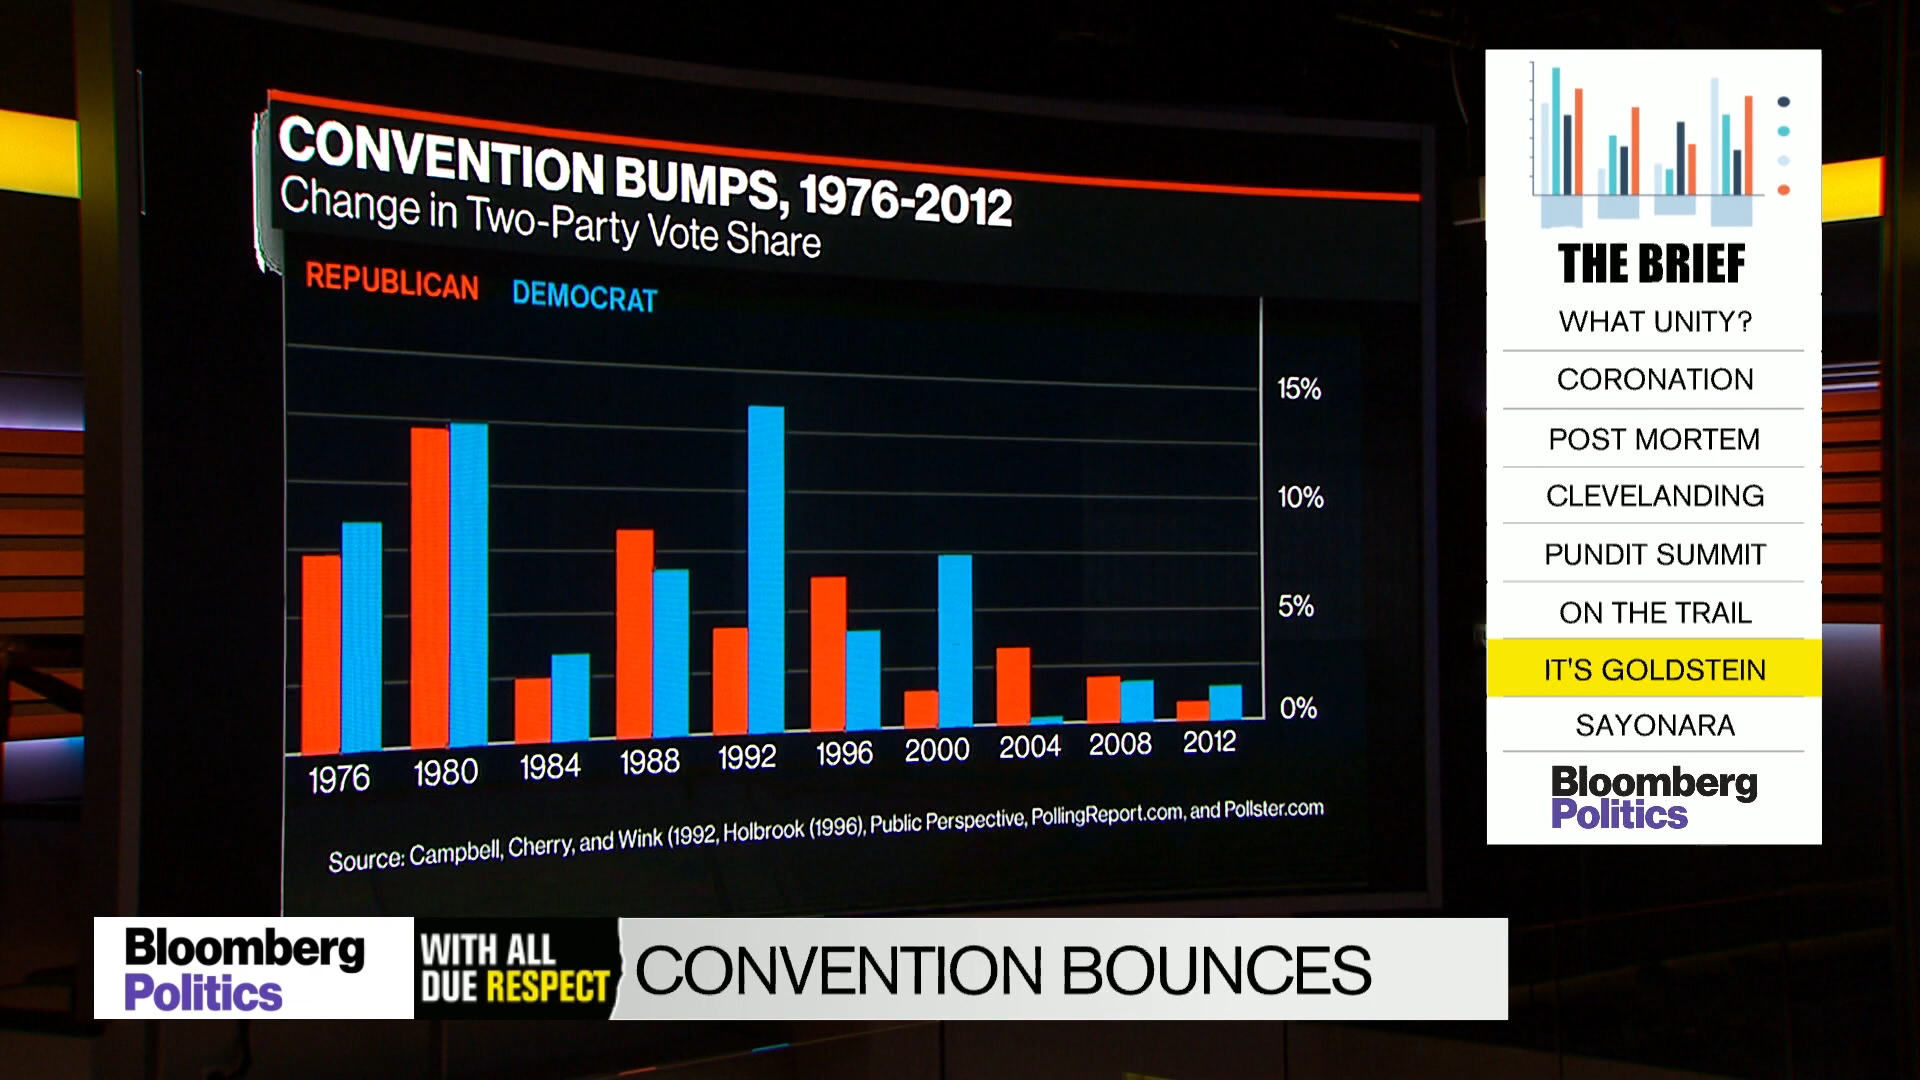 CONVENTION BUMPS, 1976-2012
Change in Two-Party Vote Share
REPUBLICAN DEMOCRAT
15%
10%
5%
0%
1976 1980 1984 1988 1992 1996 2000 2004 2008 2012
Source: Campbell, Cherry, and Wink (1992, Holbrook (1996), Public Perspective, PollingReport.com, and Pollster.com
THE BRIEF
WHAT UNITY?
CORONATION
POST MORTEM
CLEVELANDING
PUNDIT SUMMIT
ON THE TRAIL
IT'S GOLDSTEIN
SAYONARA
Bloomberg
Politics
Bloomberg
Politics
WITH ALL
DUE RESPECT
CONVENTION BOUNCES